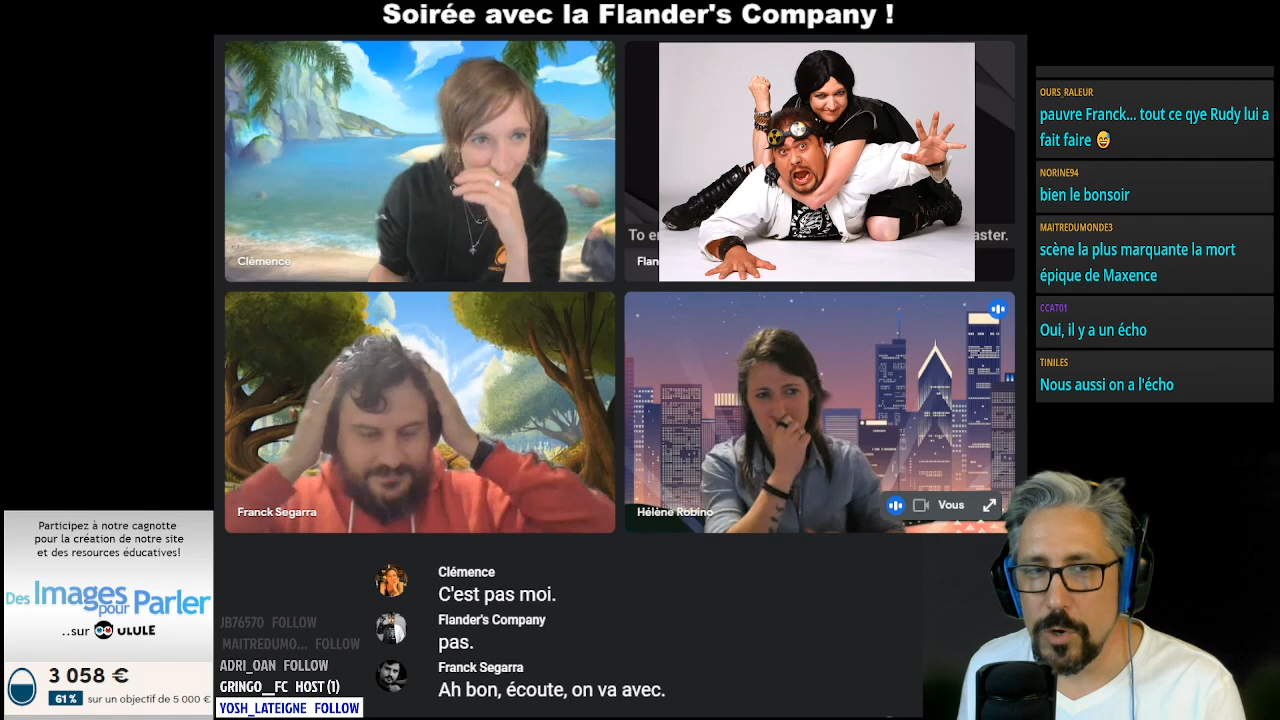 Soirée avec la Flander's Company !
Clémence
To e
aster.
Flan
Franck Segarra
Hélène Robino
Vous
OURS_RALEUR
pauvre Franck... tout ce qye Rudy lui a
fait faire 😅
NORINE94
bien le bonsoir
MAITREDUMONDE3
scène la plus marquante la mort
épique de Maxence
CCAT01
Oui, il y a un écho
TINILES
Nous aussi on a l'écho
Participez à notre cagnotte
pour la création de notre site
et des resources éducatives!
Des Images
pour Parler
..sur ULULE
3 058 €
61 % sur un objectif de 5 000 €
JB76570 FOLLOW
MAITREDUMO... FOLLOW
ADRI_OAN FOLLOW
GRINGO__FC HOST (1)
YOSH_LATEIGNE FOLLOW
Clémence
C'est pas moi.
Flander's Company
pas.
Franck Segarra
Ah bon, écoute, on va avec.